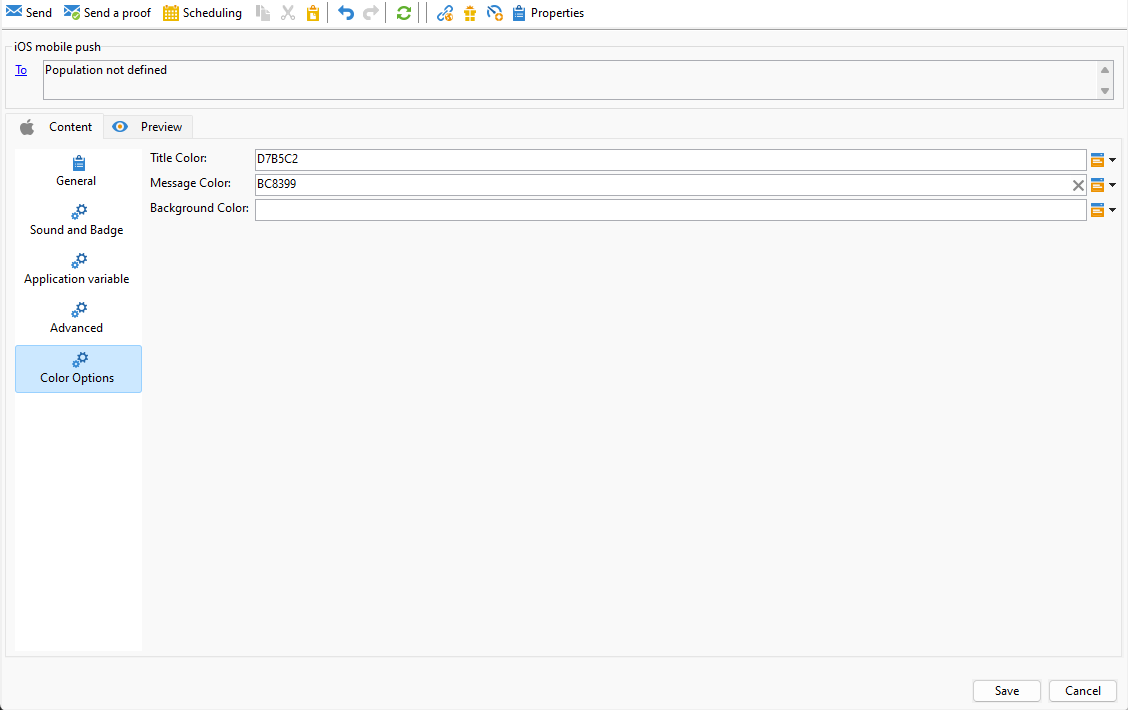 Send Send a proof Scheduling Properties
iOS mobile push
To Population not defined
Content Preview
General
Sound and Badge
Application variable
Advanced
Color Options
Title Color: D7B5C2
Message Color: BC8399
Background Color:
Save Cancel